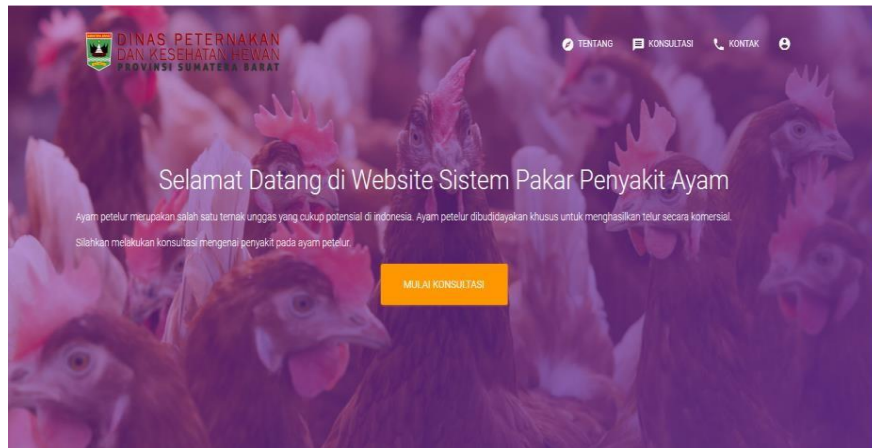 DINAS PETERNAKAN
DAN KESEHATAN HEWAN
PROVINSI SUMATERA BARAT
TENTANG KONSULTASI KONTAK
Selamat Datang di Website Sistem Pakar Penyakit Ayam
Ayam petelur merupakan salah satu ternak unggas yang cukup potensial di indonesia. Ayam petelur dibudidayakan khusus untuk menghasilkan telur secara komersial.
Silahkan melakukan konsultasi mengenai penyakit pada ayam petelur.
MULAI KONSULTASI